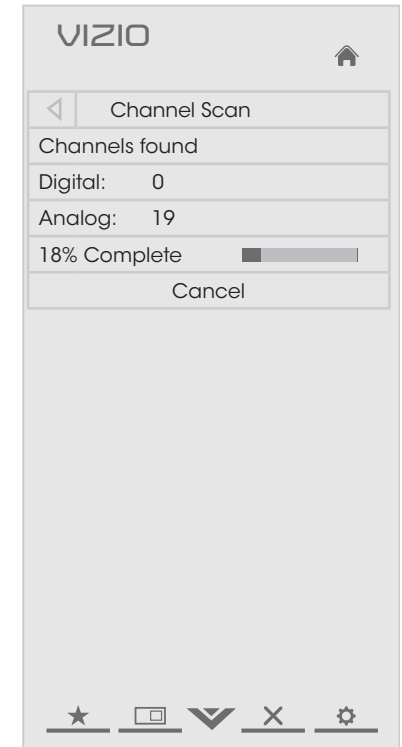 VIZIO
Channel Scan
Channels found
Digital: 0
Analog: 19
18% Complete
Cancel